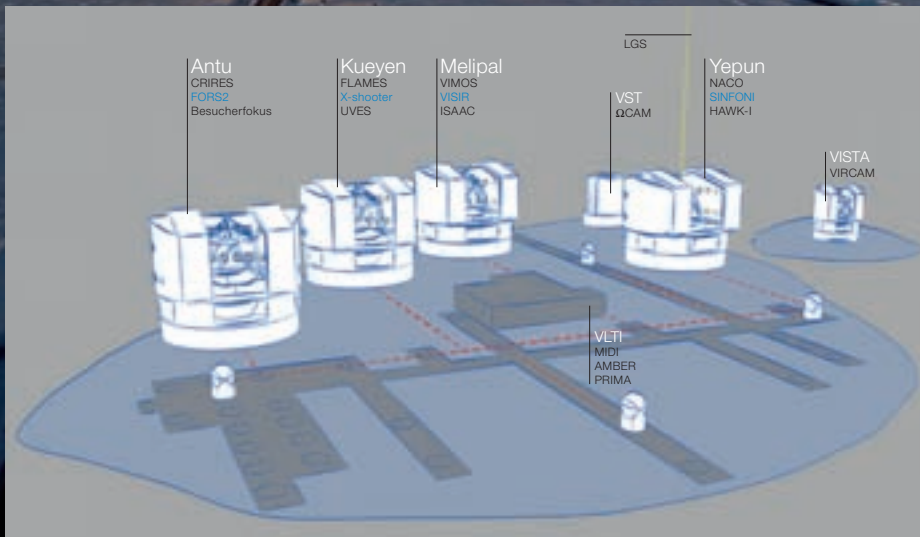 Antu
CRIRES
FORS2
Besucherfokus
Kueyen
FLAMES
X-shooter
UVES
Melipal
VIMOS
VISIR
ISAAC
LGS
VST
ΩCAM
Yepun
NACO
SINFONI
HAWK-I
VISTA
VIRCAM
VLTI
MIDI
AMBER
PRIMA